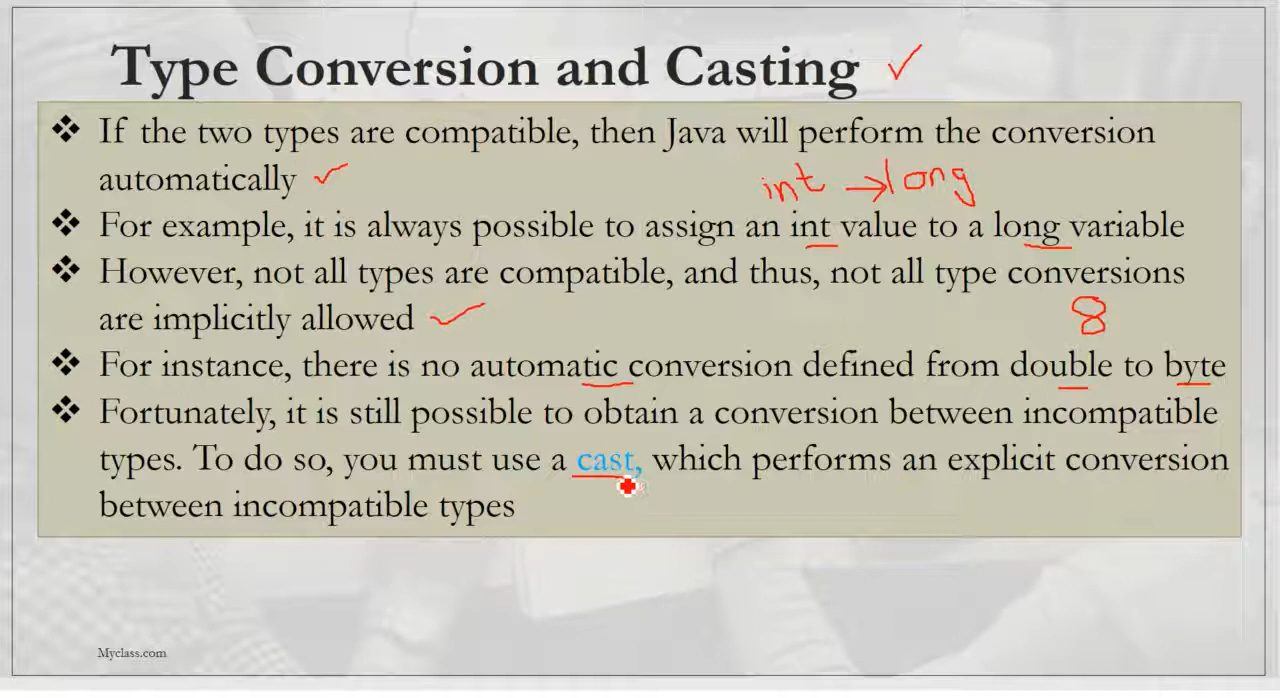 Type Conversion and Casting
❖ If the two types are compatible, then Java will perform the conversion
automatically
int → long
❖ For example, it is always possible to assign an int value to a long variable
❖ However, not all types are compatible, and thus, not all type conversions
are implicitly allowed
8
❖ For instance, there is no automatic conversion defined from double to byte
❖ Fortunately, it is still possible to obtain a conversion between incompatible
types. To do so, you must use a cast, which performs an explicit conversion
between incompatible types
Myclass.com